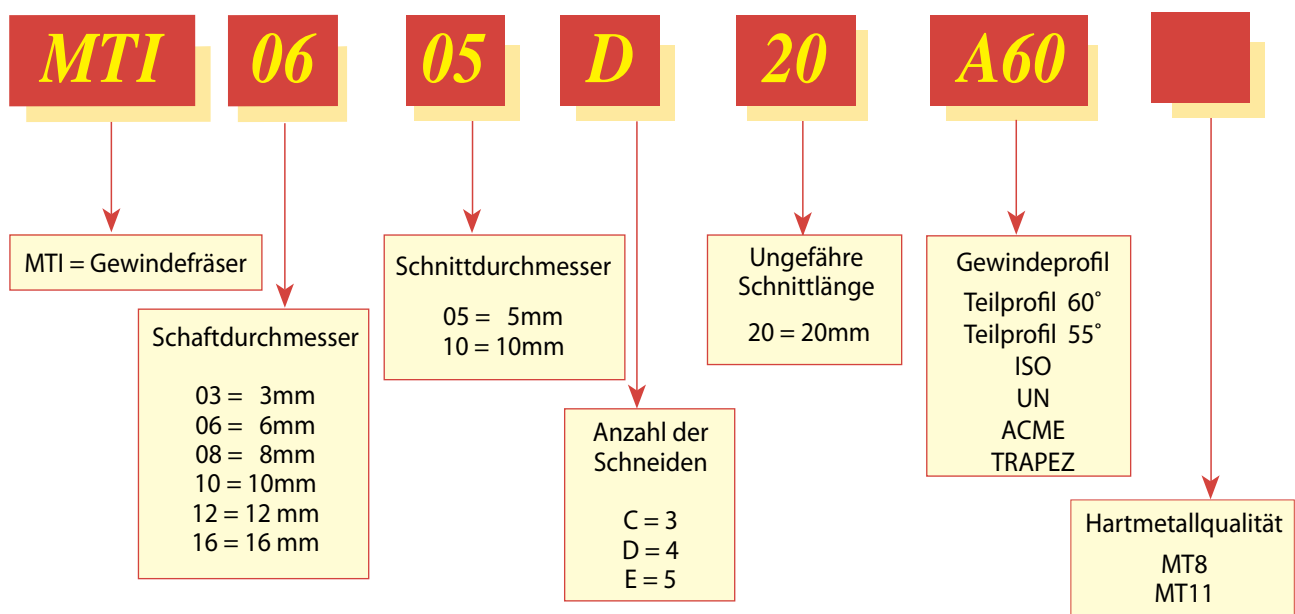 MTI 06 05 D 20 A60
MTI = Gewindefräser
Schaftdurchmesser
03 = 3mm
06 = 6mm
08 = 8mm
10 = 10mm
12 = 12 mm
16 = 16 mm
Schnittdurchmesser
05 = 5mm
10 = 10mm
Anzahl der
Schneiden
C = 3
D = 4
E = 5
Ungefähre
Schnittlänge
20 = 20mm
Gewindeprofil
Teilprofil 60°
Teilprofil 55°
ISO
UN
ACME
TRAPEZ
Hartmetallqualität
MT8
MT11